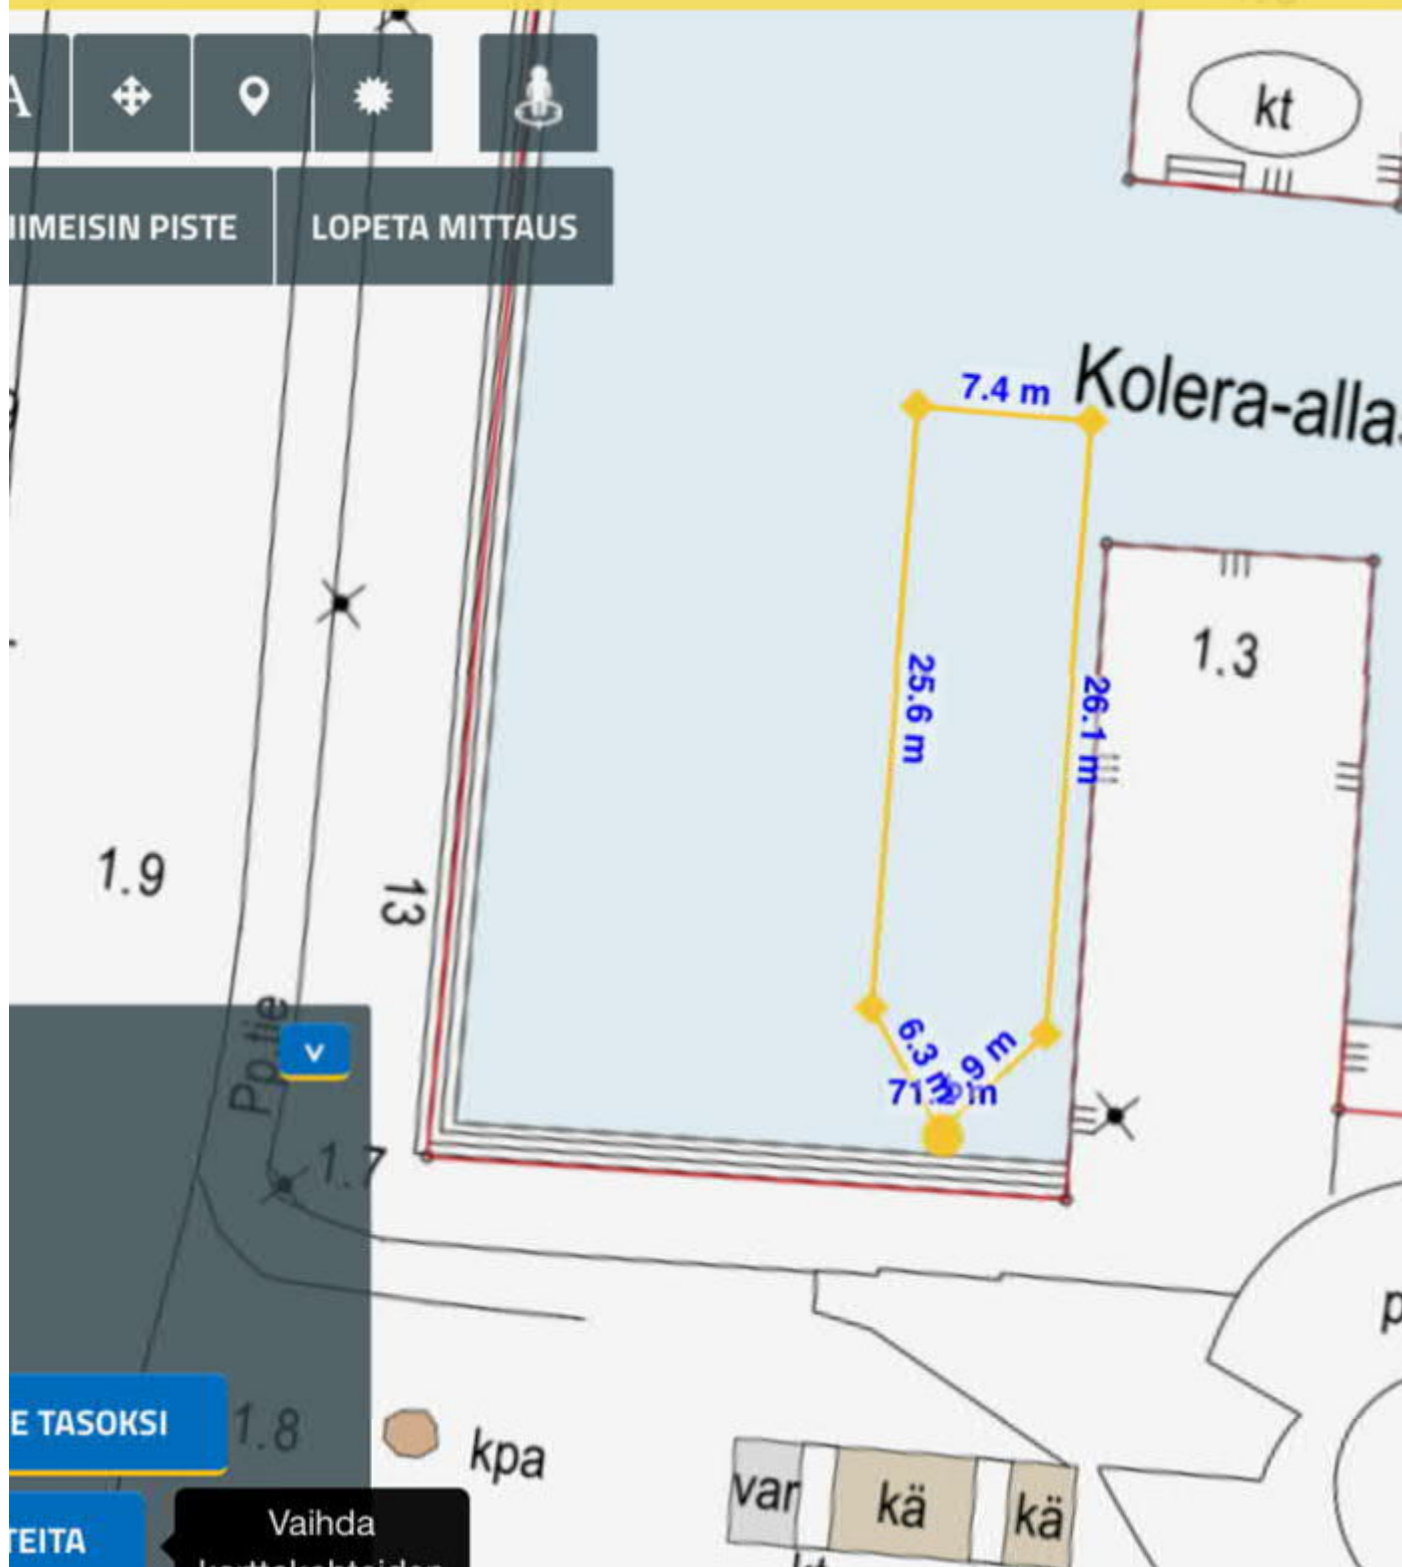 A
kt
IIMEISIN PISTE
LOPETA MITTAUS
7.4 m
Kolera-allas
25.6 m
26.1 m
1.3
1.9
13
Pp.tie
v
6.3 m
9 m
1.7
p
E TASOKSI
1.8
kpa
var
kä
kä
TEITA
Vaihda